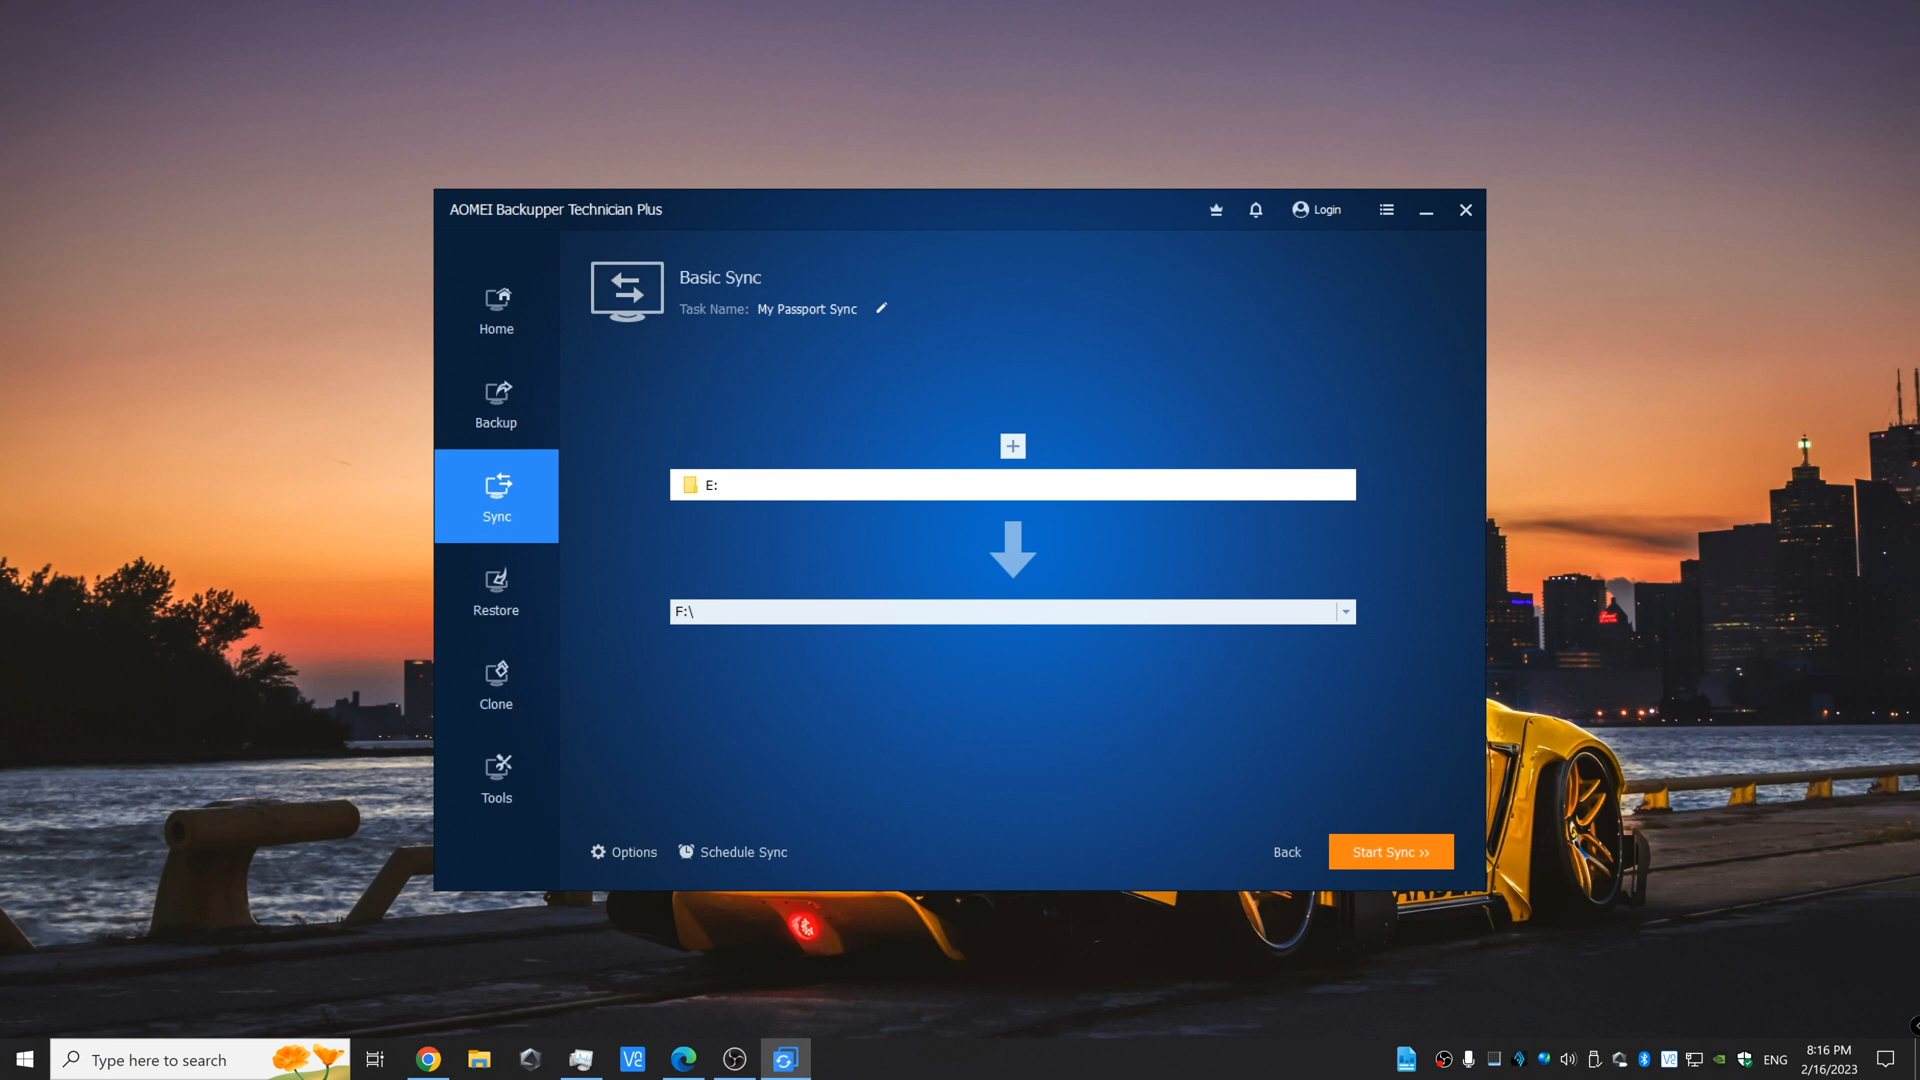 AOMEI Backupper Technician Plus
Login
Home
Backup
Sync
Restore
Clone
Tools
Basic Sync
Task Name: My Passport Sync
E:
F:\
Options
Schedule Sync
Back
Start Sync >>
Type here to search
ENG
8:16 PM
2/16/2023